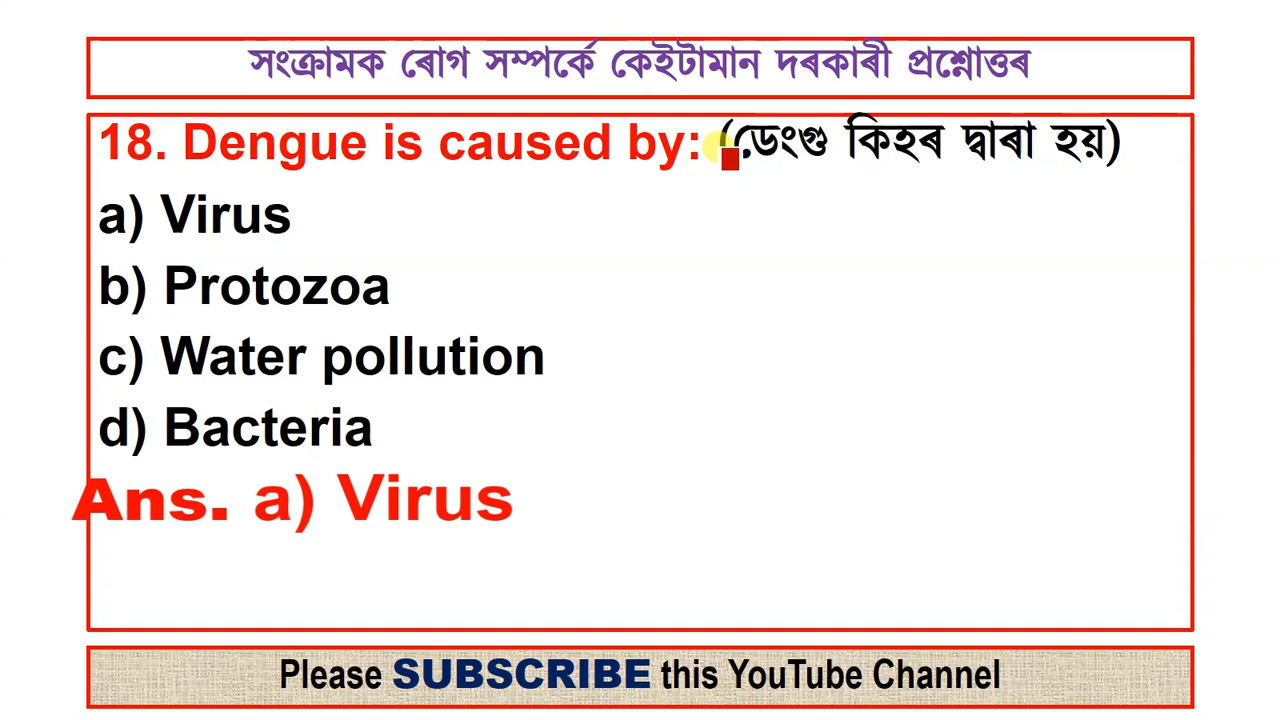 সংক্ৰামক ৰোগ সম্পৰ্কে কেইটামান দৰকাৰী প্ৰশ্নোত্তৰ
18. Dengue is caused by: (ডেংগু কিহৰ দ্বাৰা হয়)
a) Virus
b) Protozoa
c) Water pollution
d) Bacteria
Ans. a) Virus
Please SUBSCRIBE this YouTube Channel